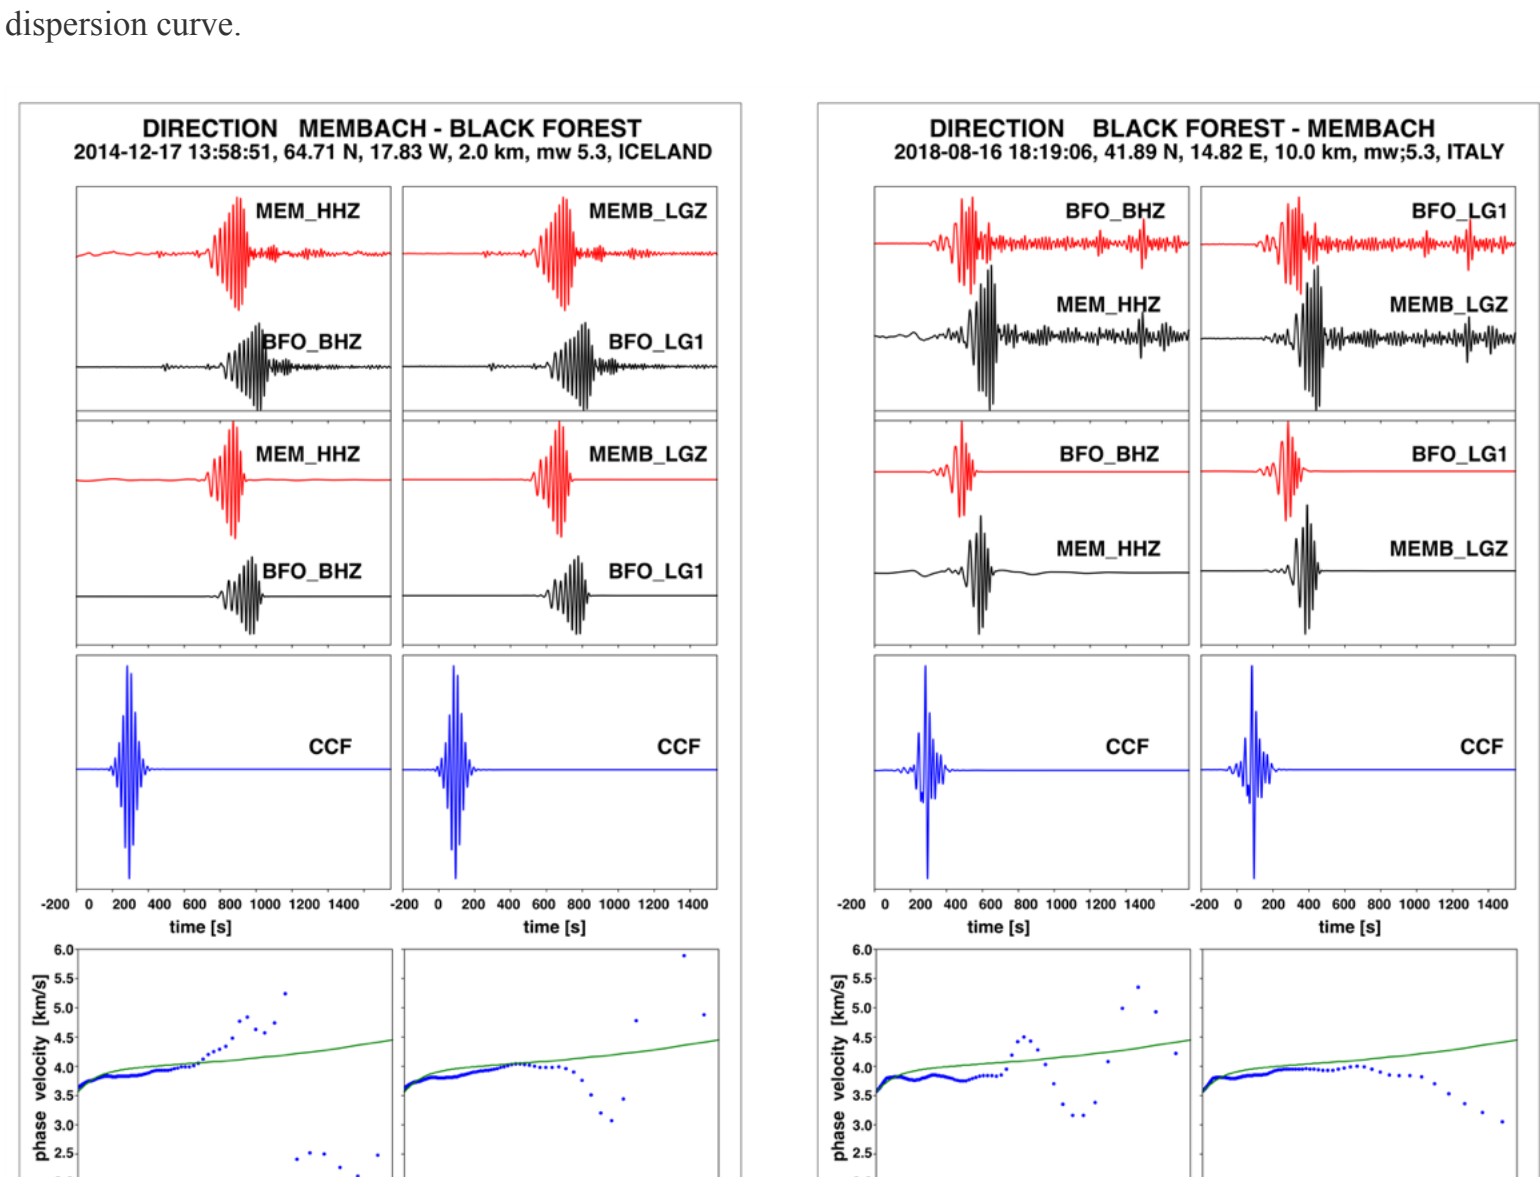 dispersion curve.
DIRECTION MEMBACH - BLACK FOREST
2014-12-17 13:58:51, 64.71 N, 17.83 W, 2.0 km, mw 5.3, ICELAND
MEM_HHZ
MEMB_LGZ
BFO_BHZ
BFO_LG1
MEM_HHZ
MEMB_LGZ
BFO_BHZ
BFO_LG1
CCF
CCF
-200 0 200 400 600 800 1000 1200 1400
-200 0 200 400 600 800 1000 1200 1400
time [s]
time [s]
phase velocity [km/s]
6.0
5.5
5.0
4.5
4.0
3.5
3.0
2.5
DIRECTION BLACK FOREST - MEMBACH
2018-08-16 18:19:06, 41.89 N, 14.82 E, 10.0 km, mw;5.3, ITALY
BFO_BHZ
BFO_LG1
MEM_HHZ
MEMB_LGZ
BFO_BHZ
BFO_LG1
MEM_HHZ
MEMB_LGZ
CCF
CCF
-200 0 200 400 600 800 1000 1200 1400
-200 0 200 400 600 800 1000 1200 1400
time [s]
time [s]
phase velocity [km/s]
6.0
5.5
5.0
4.5
4.0
3.5
3.0
2.5